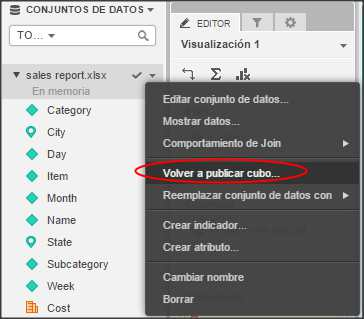 CONJUNTOS DE DATOS
TO...
sales report.xlsx
En memoria
Category
City
Day
Item
Month
Name
State
Subcategory
Week
Cost
EDITOR
Visualización 1
Editar conjunto de datos...
Mostrar datos...
Comportamiento de Join
Volver a publicar cubo...
Reemplazar conjunto de datos con
Crear indicador...
Crear atributo...
Cambiar nombre
Borrar